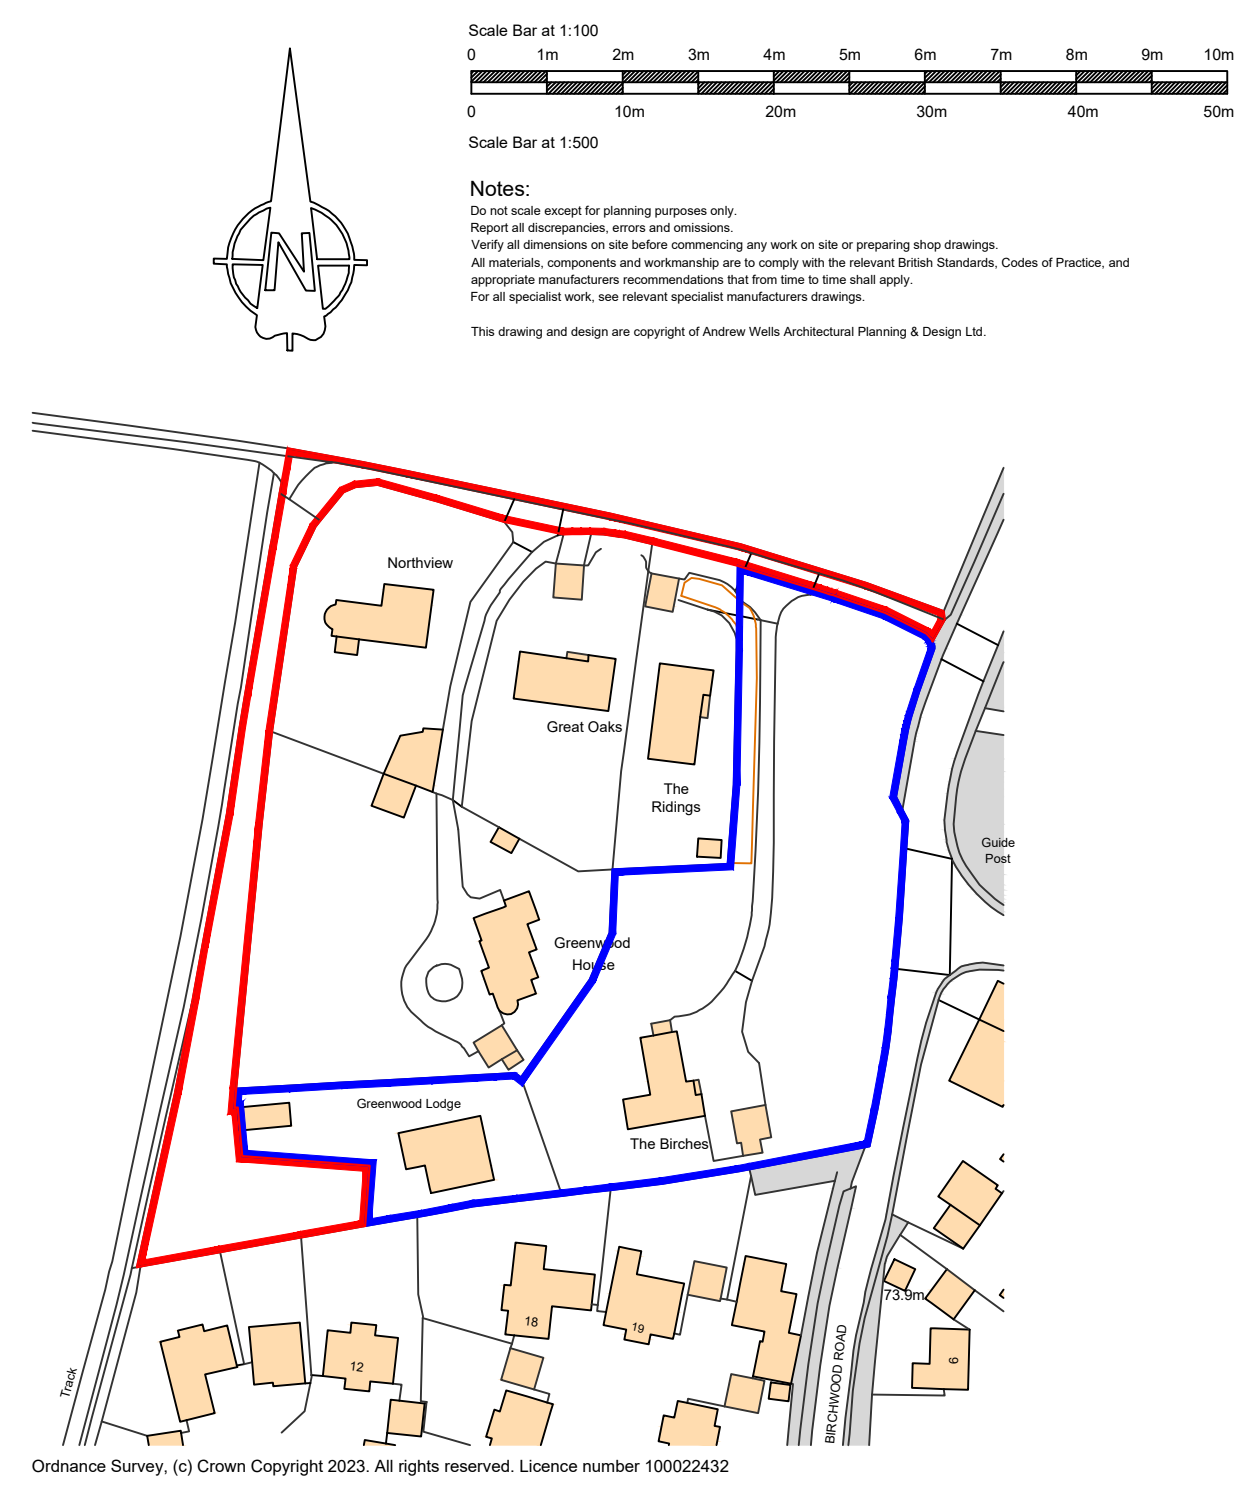 Scale Bar at 1:100
0 1m 2m 3m 4m 5m 6m 7m 8m 9m 10m
0 10m 20m 30m 40m 50m
Scale Bar at 1:500
N
Notes:
Do not scale except for planning purposes only.
Report all discrepancies, errors and omissions.
Verify all dimensions on site before commencing any work on site or preparing shop drawings.
All materials, components and workmanship are to comply with the relevant British Standards, Codes of Practice, and
appropriate manufacturers recommendations that from time to time shall apply.
For all specialist work, see relevant specialist manufacturers drawings.
This drawing and design are copyright of Andrew Wells Architectural Planning & Design Ltd.
Northview
Great Oaks
The
Ridings
Guide
Post
Greenwood
House
Greenwood Lodge
The Birches
73.9m
18
19
12
6
Track
BIRCHWOOD ROAD
Ordnance Survey, (c) Crown Copyright 2023. All rights reserved. Licence number 100022432